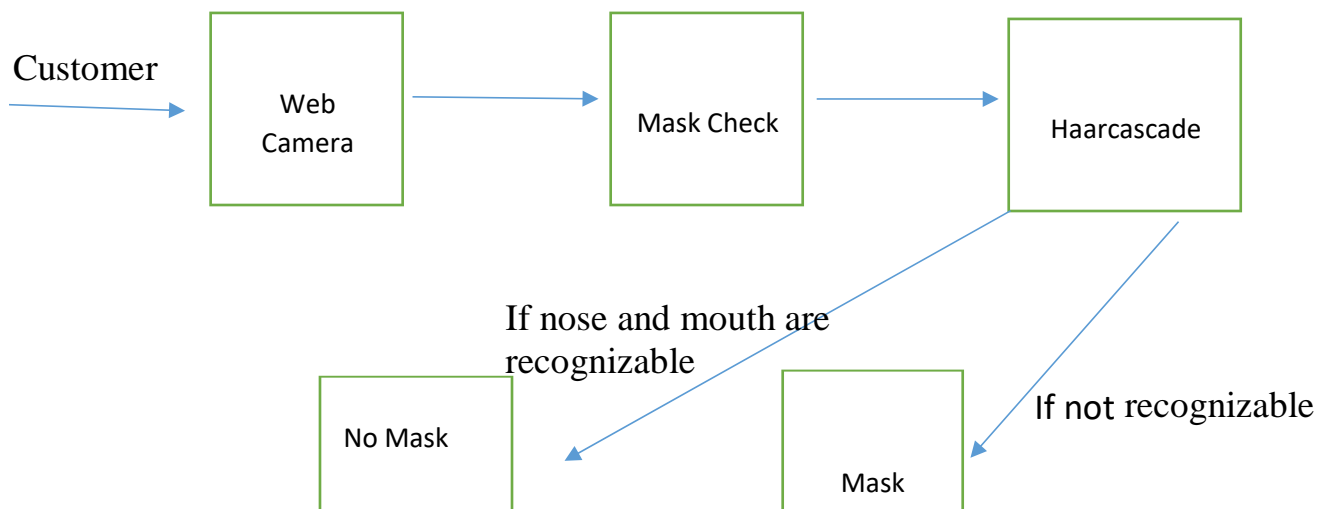 Customer
Web
Camera
Mask Check
Haarcascade
If nose and mouth are
recognizable
If not recognizable
No Mask
Mask